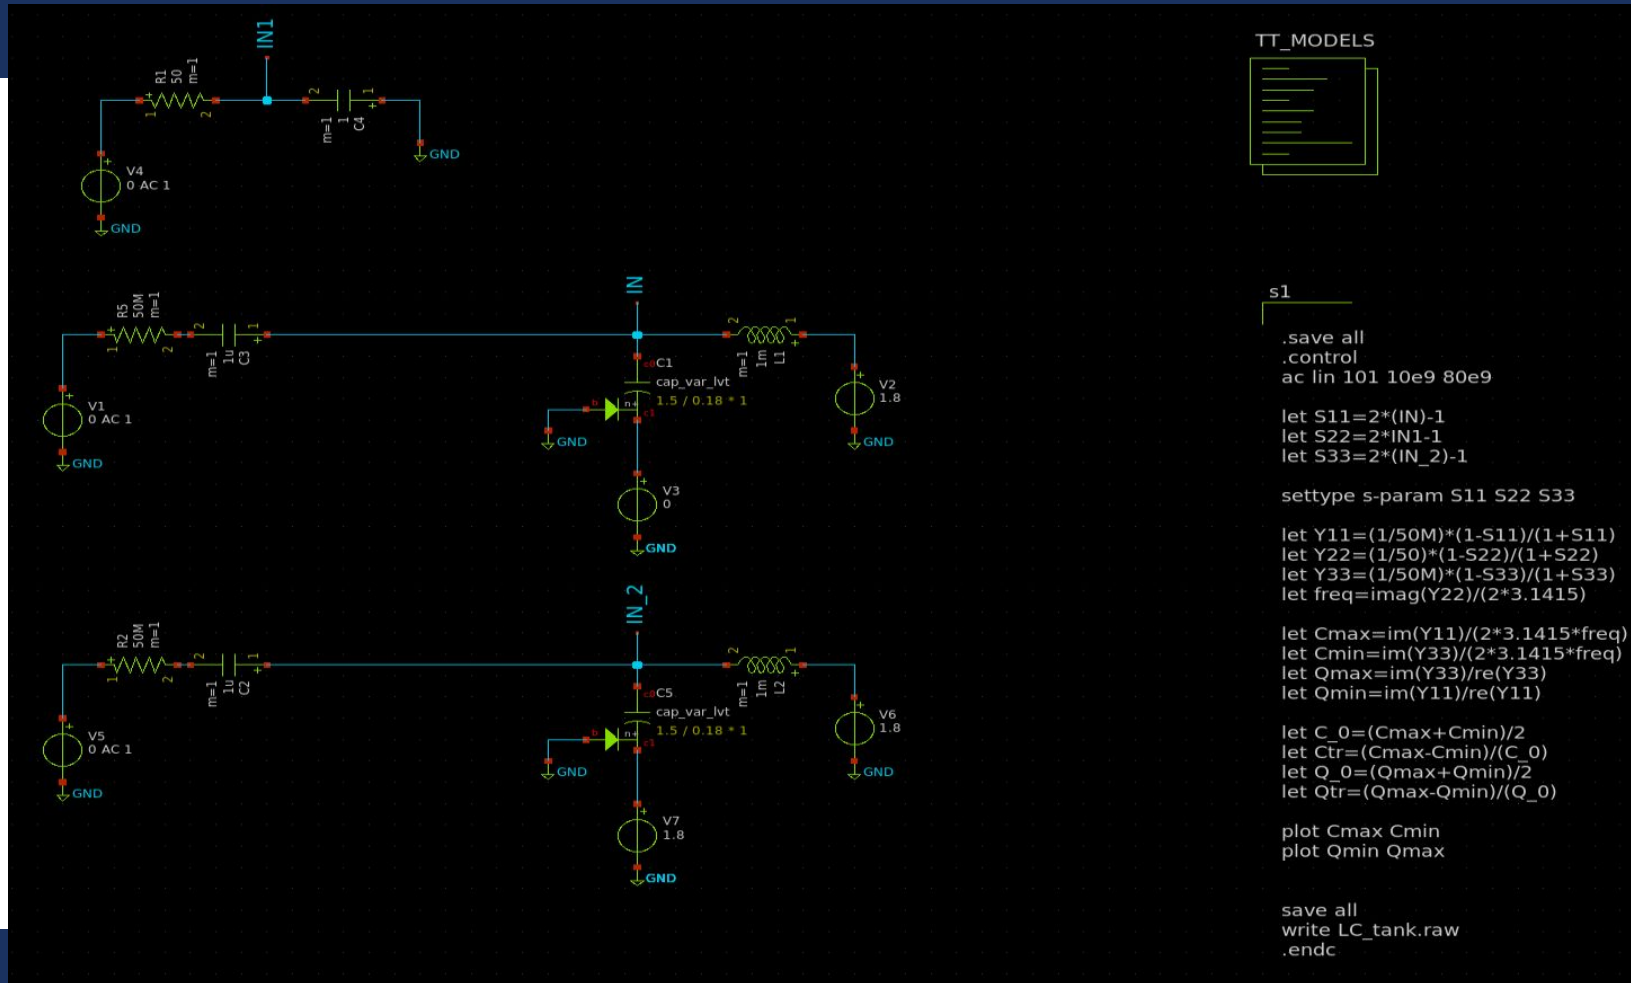 IN1
R1
50
m=1
1
2
2
1
m=1
1
C4
GND
V4
0 AC 1
GND
TT_MODELS
IN
R5
50M
m=1
1
2
2
1
m=1
1u
C3
V1
0 AC 1
GND
c0
C1
cap_var_lvt
1.5 / 0.18 * 1
b
n+
c1
GND
2
1
m=1
1m
L1
V2
1.8
GND
V3
0
GND
IN_2
R2
50M
m=1
1
2
2
1
m=1
1u
C2
V5
0 AC 1
GND
c0
C5
cap_var_lvt
1.5 / 0.18 * 1
b
n+
c1
GND
2
1
m=1
1m
L2
V6
1.8
GND
V7
1.8
GND
s1
.save all
.control
ac lin 101 10e9 80e9
let S11=2*(IN)-1
let S22=2*IN1-1
let S33=2*(IN_2)-1
settype s-param S11 S22 S33
let Y11=(1/50M)*(1-S11)/(1+S11)
let Y22=(1/50)*(1-S22)/(1+S22)
let Y33=(1/50M)*(1-S33)/(1+S33)
let freq=imag(Y22)/(2*3.1415)
let Cmax=im(Y11)/(2*3.1415*freq)
let Cmin=im(Y33)/(2*3.1415*freq)
let Qmax=im(Y33)/re(Y33)
let Qmin=im(Y11)/re(Y11)
let C_0=(Cmax+Cmin)/2
let Ctr=(Cmax-Cmin)/(C_0)
let Q_0=(Qmax+Qmin)/2
let Qtr=(Qmax-Qmin)/(Q_0)
plot Cmax Cmin
plot Qmin Qmax
save all
write LC_tank.raw
.endc